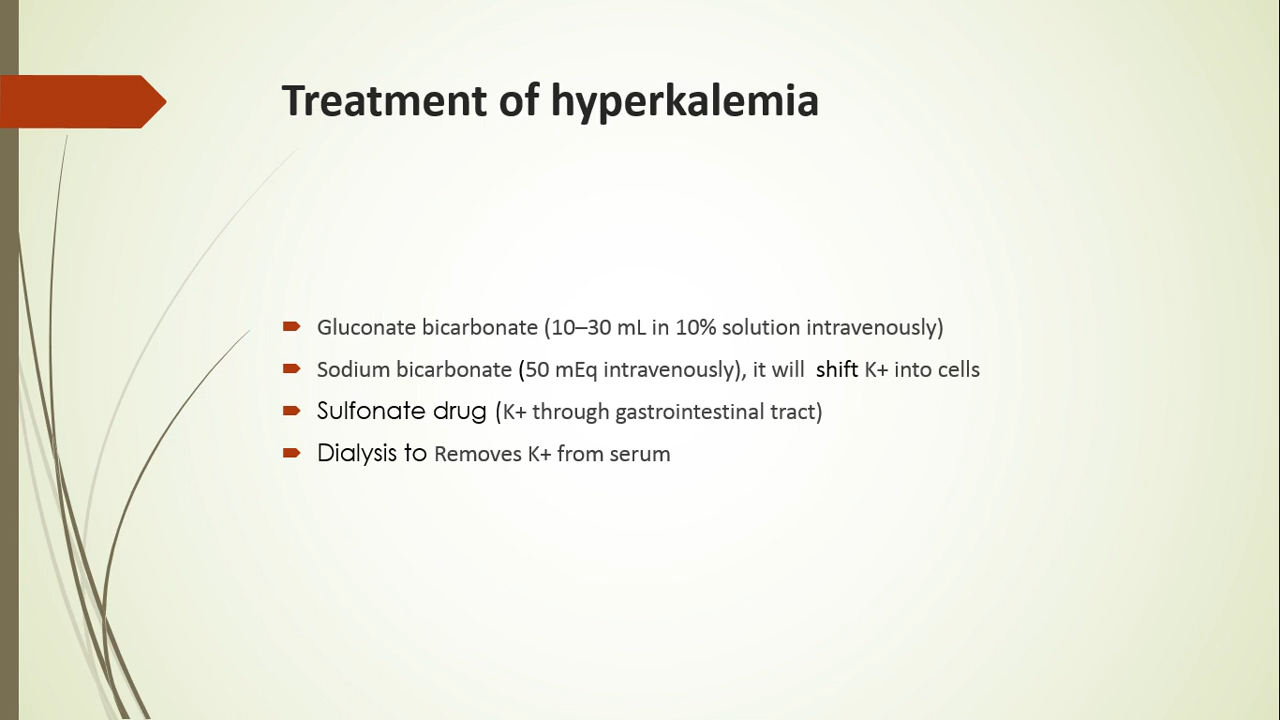 Treatment of hyperkalemia
Gluconate bicarbonate (10–30 mL in 10% solution intravenously)
Sodium bicarbonate (50 mEq intravenously), it will shift K+ into cells
Sulfonate drug (K+ through gastrointestinal tract)
Dialysis to Removes K+ from serum